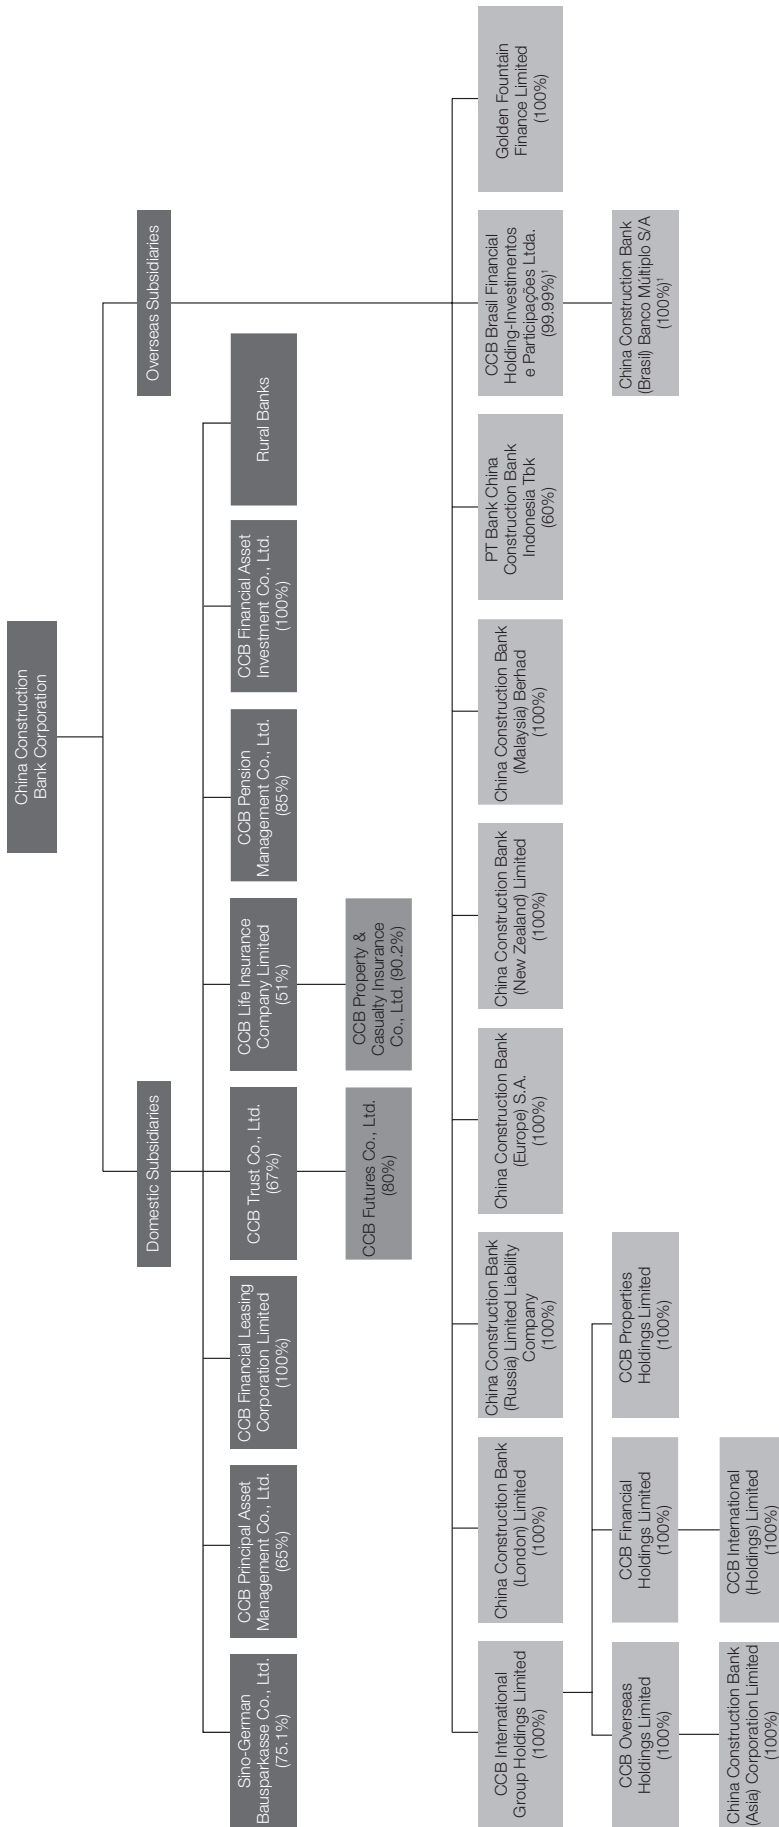 China Construction
Bank Corporation
Domestic Subsidiaries
Overseas Subsidiaries
Sino-German
Bausparkasse Co., Ltd.
(75.1%)
CCB Principal Asset
Management Co., Ltd.
(65%)
CCB Financial Leasing
Corporation Limited
(100%)
CCB Trust Co., Ltd.
(67%)
CCB Life Insurance
Company Limited
(51%)
CCB Pension
Management Co., Ltd.
(85%)
CCB Financial Asset
Investment Co., Ltd.
(100%)
Rural Banks
CCB Futures Co., Ltd.
(80%)
CCB Property &
Casualty Insurance
Co., Ltd. (90.2%)
CCB International
Group Holdings Limited
(100%)
China Construction Bank
(London) Limited
(100%)
China Construction Bank
(Russia) Limited Liability
Company
(100%)
China Construction Bank
(Europe) S.A.
(100%)
China Construction Bank
(New Zealand) Limited
(100%)
China Construction Bank
(Malaysia) Berhad
(100%)
PT Bank China
Construction Bank
Indonesia Tbk
(60%)
CCB Brasil Financial
Holding-Investimentos
e Participações Ltda.
(99.99%)¹
Golden Fountain
Finance Limited
(100%)
CCB Overseas
Holdings Limited
(100%)
CCB Financial
Holdings Limited
(100%)
CCB Properties
Holdings Limited
(100%)
China Construction Bank
(Brasil) Banco Múltiplo S/A
(100%)¹
China Construction Bank
(Asia) Corporation Limited
(100%)
CCB International
(Holdings) Limited
(100%)